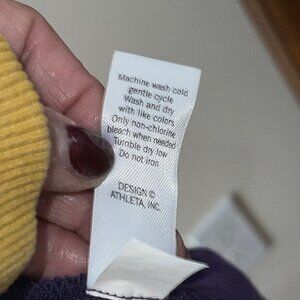 Machine wash cold
gentle cycle
Wash and dry
with like colors
Only non-chlorine
bleach when needed
Tumble dry low
Do not iron
DESIGN ©
ATHLETA, INC.